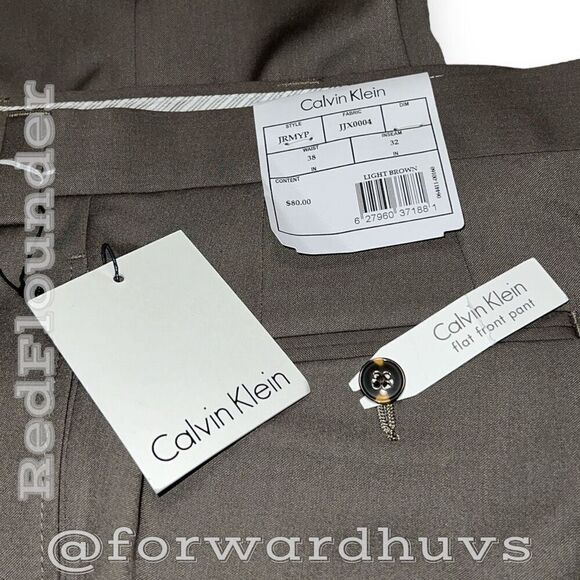 RedFlounder
Calvin Klein
STYLE FABRIC DIM
JRMYP JJX0004
WAIST INSEAM
38 32
IN IN
CONTENT LIGHT BROWN
$80.00
6 27960 37188 1
Calvin Klein
flat front pant
Calvin Klein
@forwardhuvs